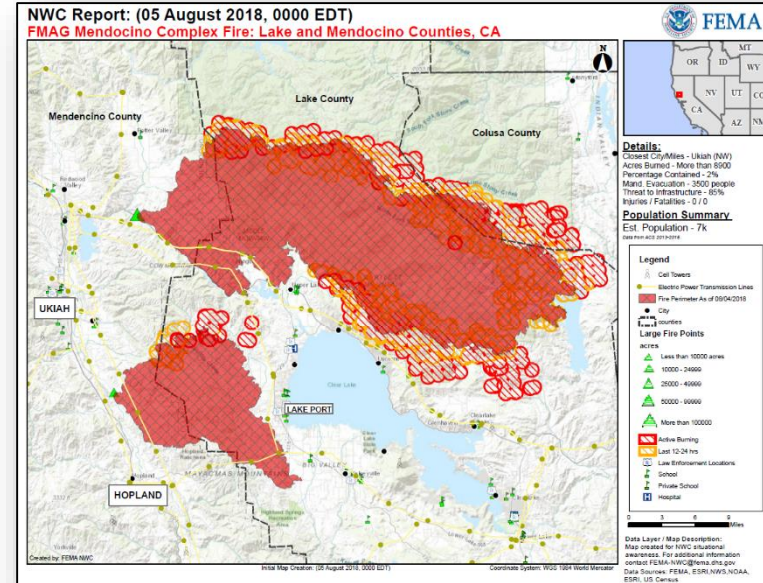 NWC Report: (05 August 2018, 0000 EDT)
FMAG Mendocino Complex Fire: Lake and Mendocino Counties, CA
FEMA
N
MT
OR
ID
WY
NV
UT
CO
CA
AZ
NM
Lake County
Mendencino County
Colusa County
UKIAH
LAKE PORT
Clear Lake
HOPLAND
Details:
Closest City/Miles - Ukiah (NW)
Acres Burned - More than 8900
Percentage Contained - 2%
Mand. Evacuation - 3500 people
Threat to Infrastructure - 85%
Injuries / Fatalities - 0 / 0
Population Summary
Est. Population - 7k
Legend
Cell Towers
Electric Power Transmission Lines
Fire Perimeter As of 08/04/2018
City
counties
Large Fire Points
acres
Less than 10000 acres
10000 - 24999
25000 - 49999
50000 - 99999
More than 100000
Active Burning
Last 12-24 hrs
Law Enforcement Locations
School
Private School
Hospital
0 3 6 9
Miles
Data Layer / Map Description:
Map created for NWC situational
awareness. For additional information
contact FEMA-NWC@fema.dhs.gov
Data Sources: FEMA, ESRI,NWS,NOAA,
ESRI, US Census
Created by: FEMA NWC
Initial Map Creation: (05 August 2018, 0000 EDT)
Coordinate System: WGS 1984 World Mercator